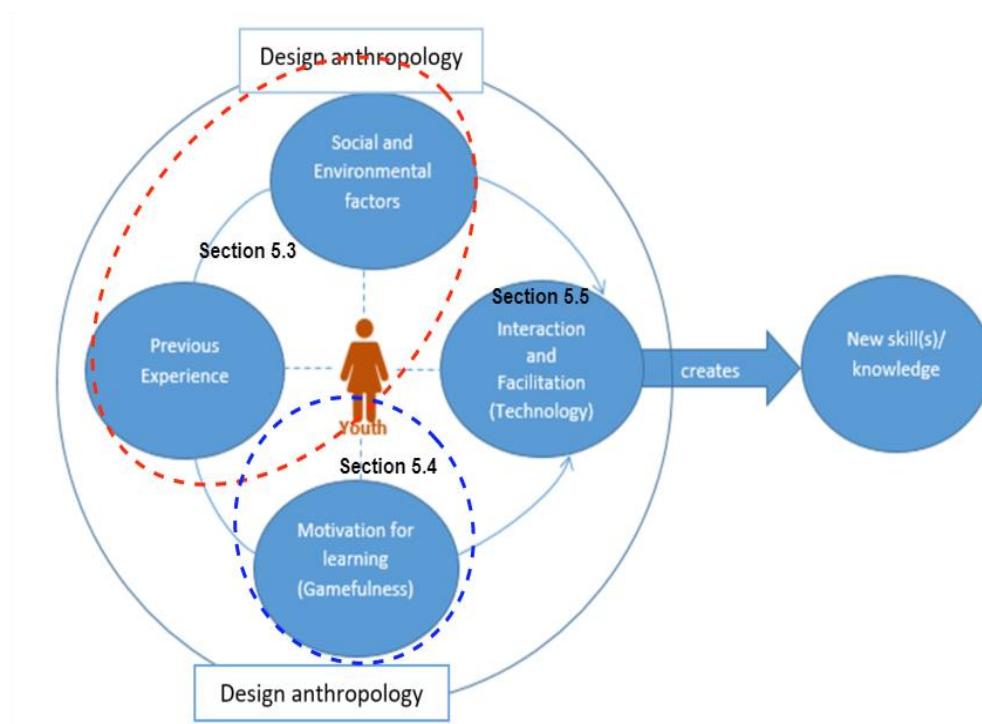 Design anthropology
Social and
Environmental
factors
Section 5.3
Section 5.5
Previous
Experience
Interaction
and
Facilitation
(Technology)
creates
New skill(s)/
knowledge
Youth
Section 5.4
Motivation for
learning
(Gamefulness)
Design anthropology